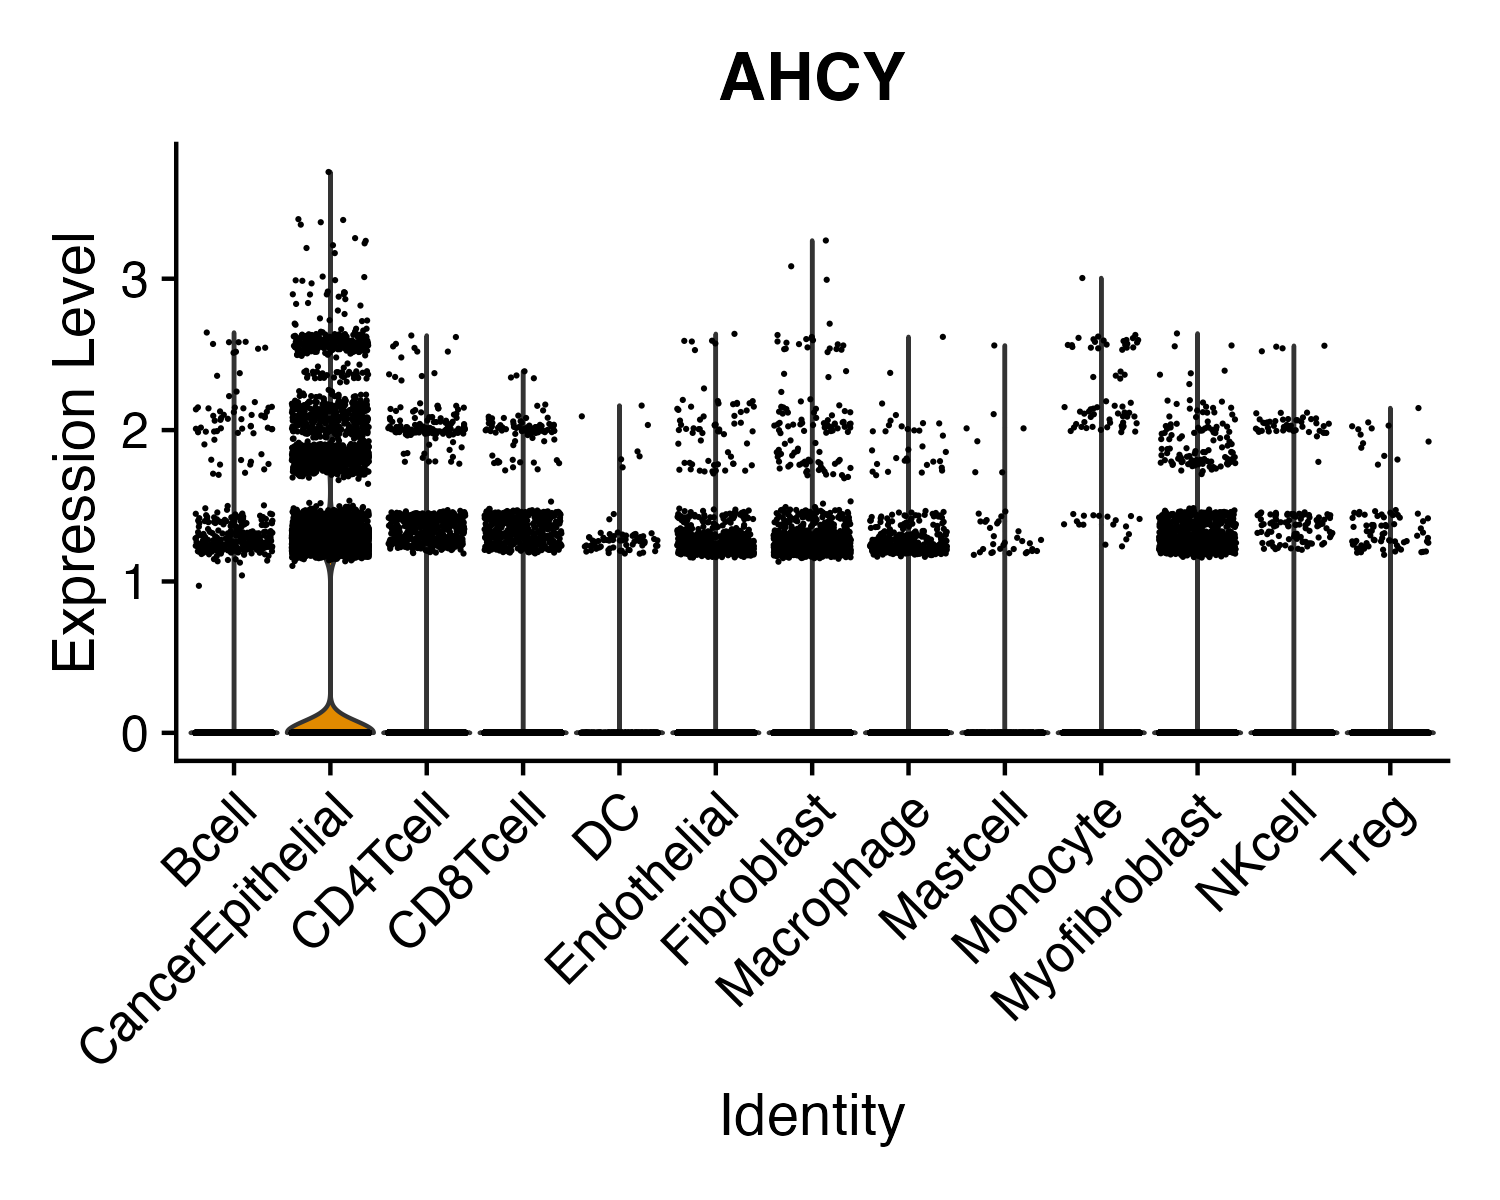 AHCY
Expression Level
3
2
1
0
Bcell
CancerEpithelial
CD4Tcell
CD8Tcell
DC
Endothelial
Fibroblast
Macrophage
Mastcell
Monocyte
Myofibroblast
NKcell
Treg
Identity